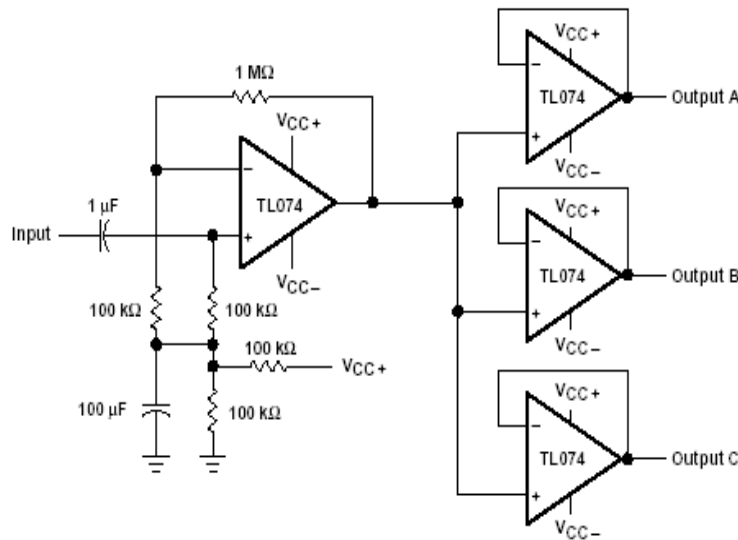 VCC+
−
TL074
Output A
+
VCC−
1 MΩ
VCC+
−
TL074
+
VCC−
1 µF
Input
100 kΩ
100 kΩ
100 kΩ
VCC+
100 µF
100 kΩ
VCC+
−
TL074
Output B
+
VCC−
VCC+
−
TL074
Output C
+
VCC−